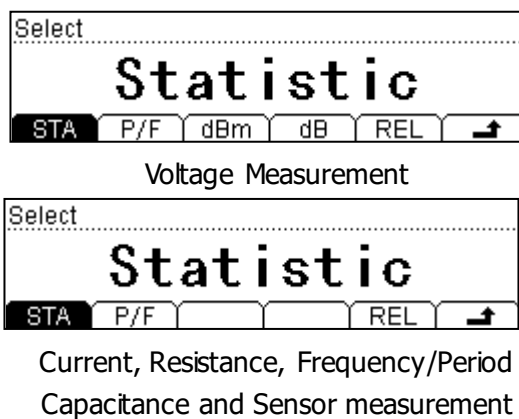 Select
Statistic
STA P/F dBm dB REL
Voltage Measurement
Select
Statistic
STA P/F REL
Current, Resistance, Frequency/Period
Capacitance and Sensor measurement